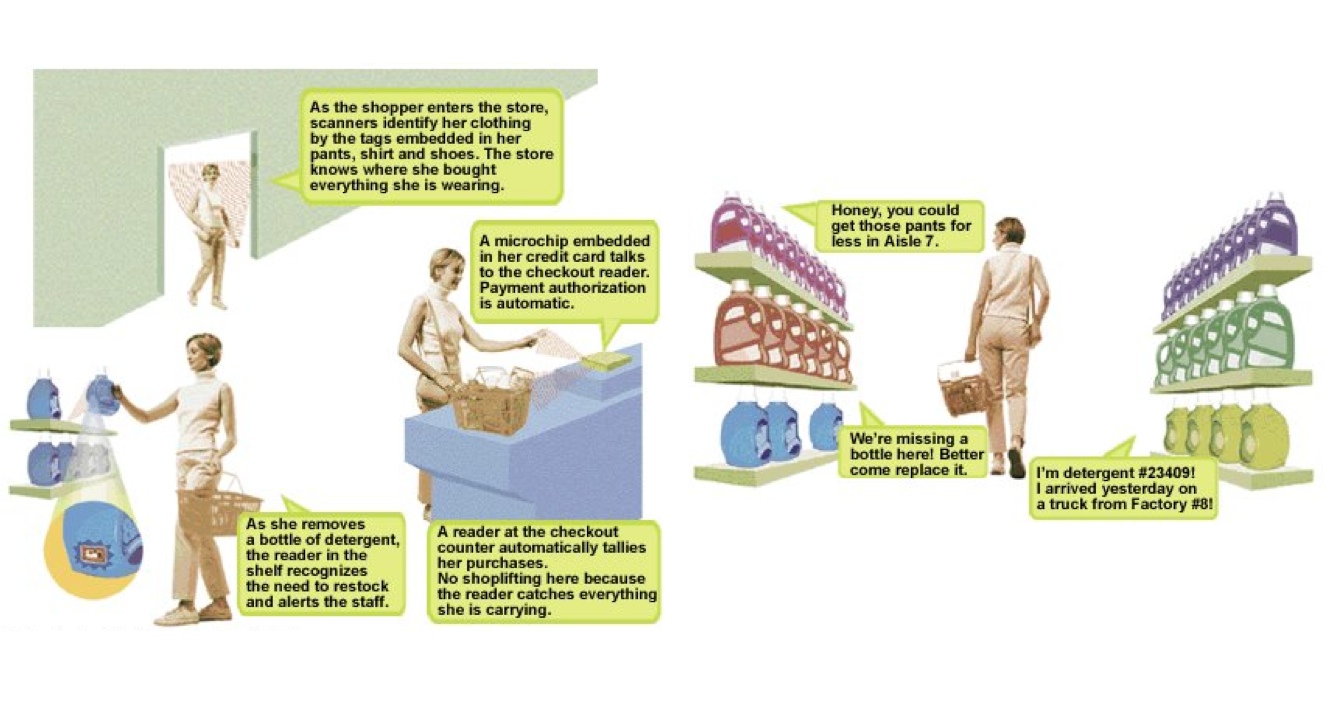 As the shopper enters the store,
scanners identify her clothing
by the tags embedded in her
pants, shirt and shoes. The store
knows where she bought
everything she is wearing.
A microchip embedded
in her credit card talks
to the checkout reader.
Payment authorization
is automatic.
As she removes
a bottle of detergent,
the reader in the
shelf recognizes
the need to restock
and alerts the staff.
A reader at the checkout
counter automatically tallies
her purchases.
No shoplifting here because
the reader catches everything
she is carrying.
Honey, you could
get those pants for
less in Aisle 7.
We're missing a
bottle here! Better
come replace it.
I'm detergent #23409!
I arrived yesterday on
a truck from Factory #8!